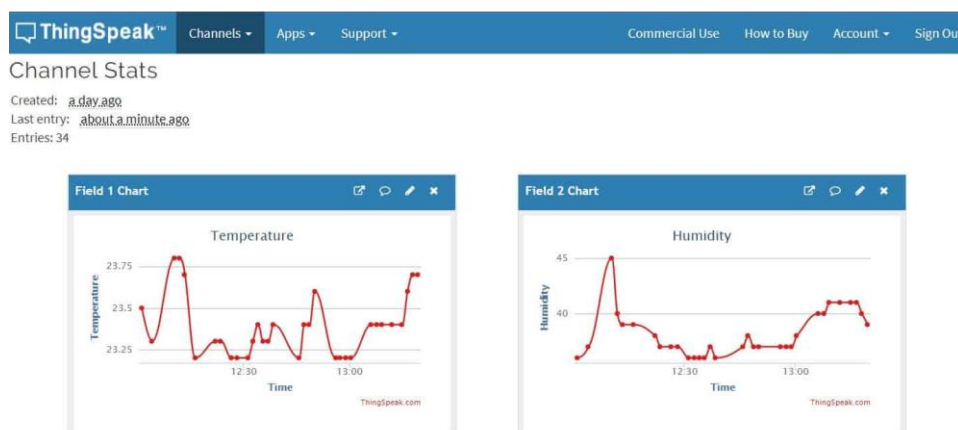 ThingSpeak™ Channels Apps Support Commercial Use How to Buy Account Sign Ou
Channel Stats
Created: a day ago
Last entry: about a minute ago
Entries: 34
Field 1 Chart
Temperature
23.75
23.5
23.25
Temperature
12:30 13:00
Time
ThingSpeak.com
Field 2 Chart
Humidity
45
40
Humidity
12:30 13:00
Time
ThingSpeak.com